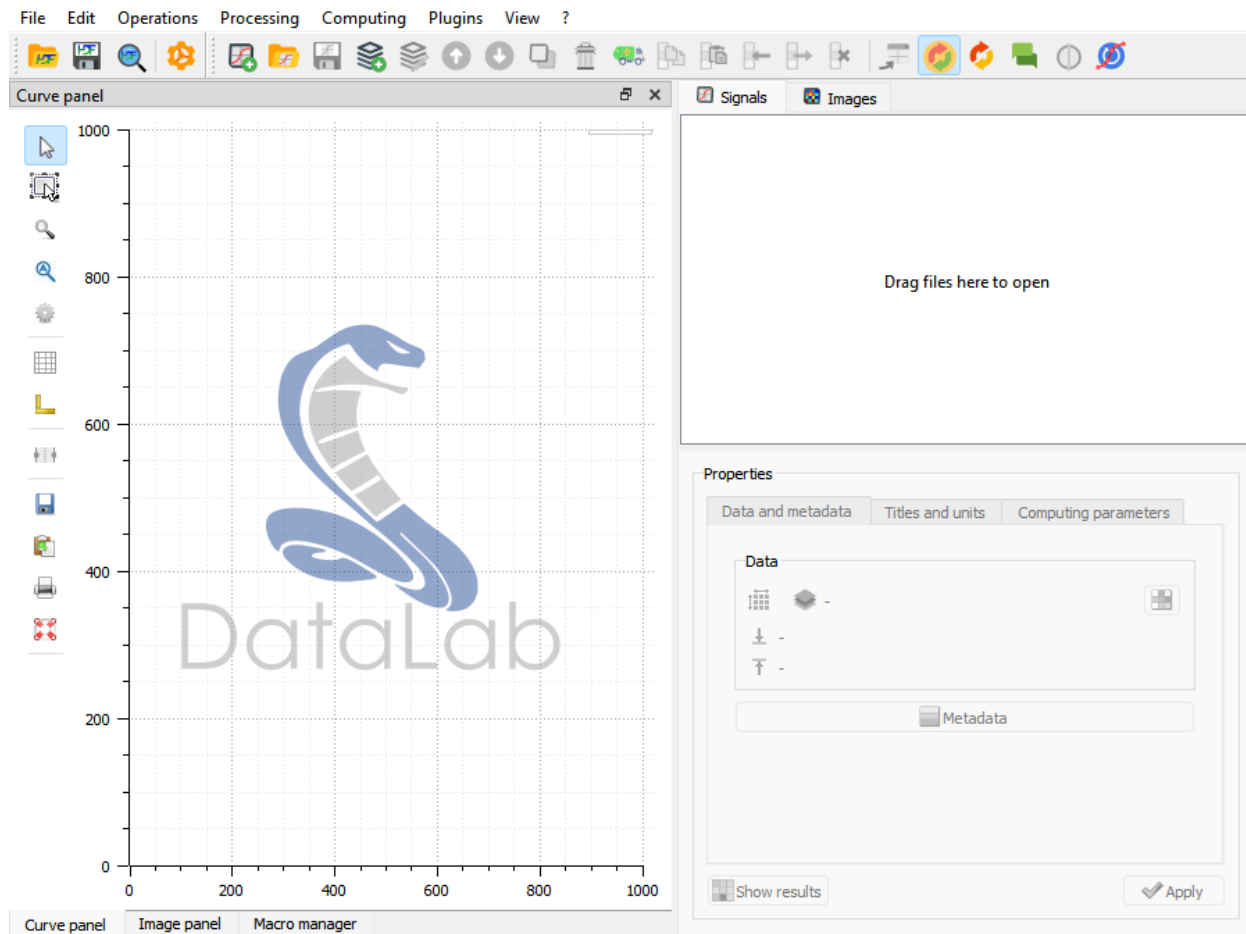 File Edit Operations Processing Computing Plugins View ?
Curve panel
Signals Images
1000
800
600
400
200
0
0 200 400 600 800 1000
DataLab
Drag files here to open
Properties
Data and metadata Titles and units Computing parameters
Data
-
-
-
Metadata
Show results Apply
Curve panel Image panel Macro manager